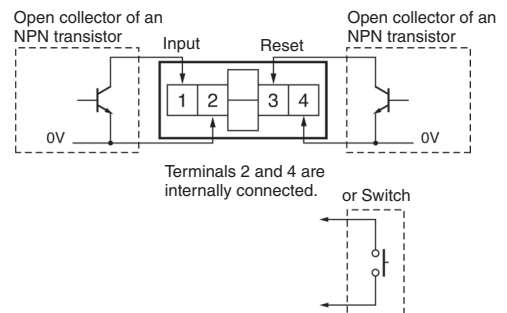 Open collector of an
NPN transistor
Open collector of an
NPN transistor
Input
Reset
1 2 3 4
0V
0V
Terminals 2 and 4 are
internally connected.
or Switch